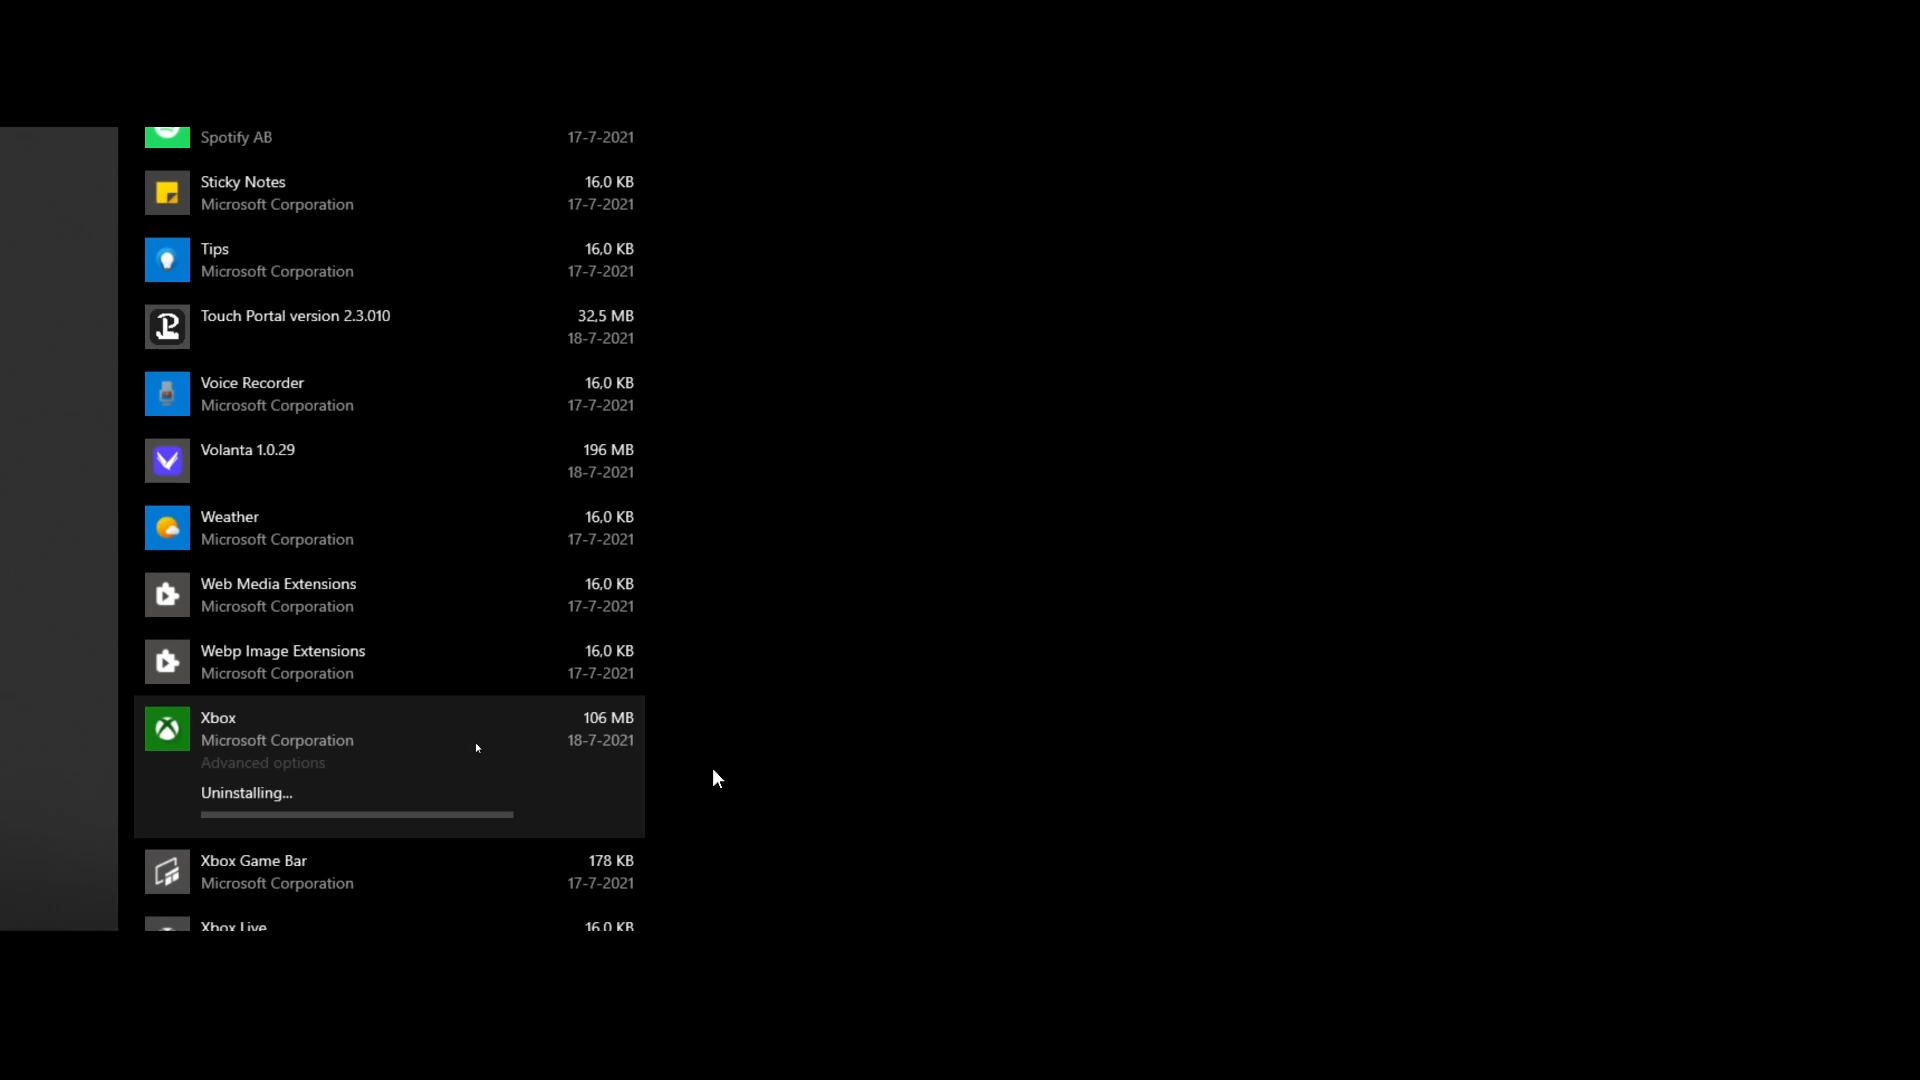 Spotify AB 17-7-2021
Sticky Notes 16,0 KB
Microsoft Corporation 17-7-2021
Tips 16,0 KB
Microsoft Corporation 17-7-2021
Touch Portal version 2.3.010 32,5 MB
18-7-2021
Voice Recorder 16,0 KB
Microsoft Corporation 17-7-2021
Volanta 1.0.29 196 MB
18-7-2021
Weather 16,0 KB
Microsoft Corporation 17-7-2021
Web Media Extensions 16,0 KB
Microsoft Corporation 17-7-2021
Webp Image Extensions 16,0 KB
Microsoft Corporation 17-7-2021
Xbox 106 MB
Microsoft Corporation 18-7-2021
Advanced options
Uninstalling...
Xbox Game Bar 178 KB
Microsoft Corporation 17-7-2021
Xbox Live 16,0 KB